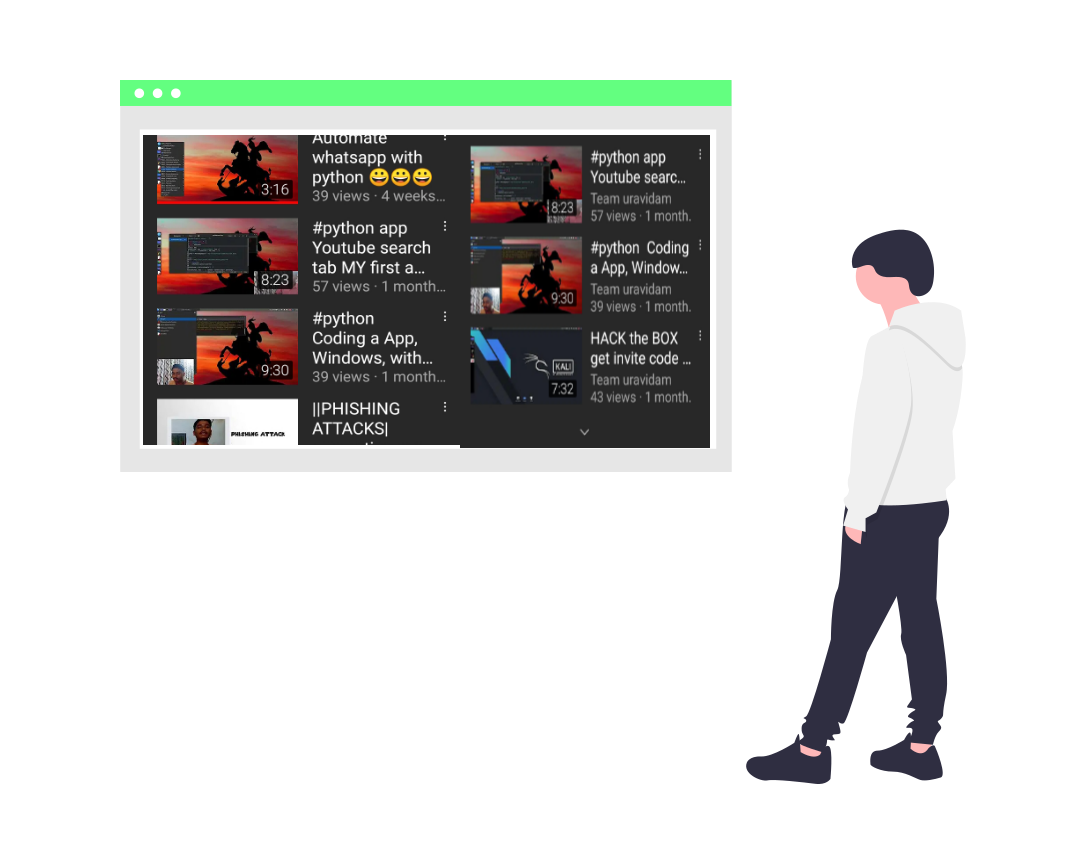 Automate
whatsapp with
python 😀😀😀
39 views · 4 weeks...
3:16
#python app
Youtube search
tab MY first a...
57 views · 1 month...
8:23
#python
Coding a App,
Windows, with...
39 views · 1 month...
9:30
||PHISHING
ATTACKS|
PHISHING ATTACK
#python app
Youtube searc...
Team uravidam
57 views · 1 month.
8:23
#python Coding
a App, Window...
Team uravidam
39 views · 1 month.
9:30
HACK the BOX
get invite code ...
Team uravidam
43 views · 1 month.
KALI
7:32